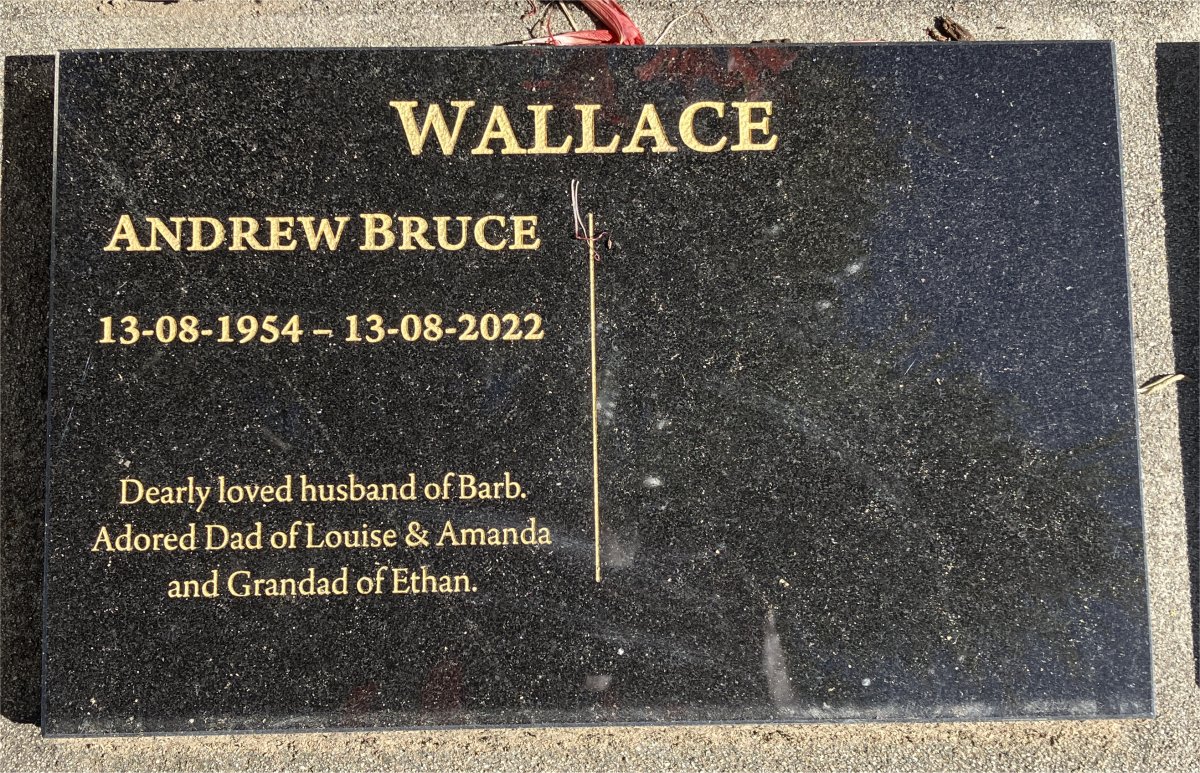 WALLACE
ANDREW BRUCE
13-08-1954 – 13-08-2022
Dearly loved husband of Barb.
Adored Dad of Louise & Amanda
and Grandad of Ethan.